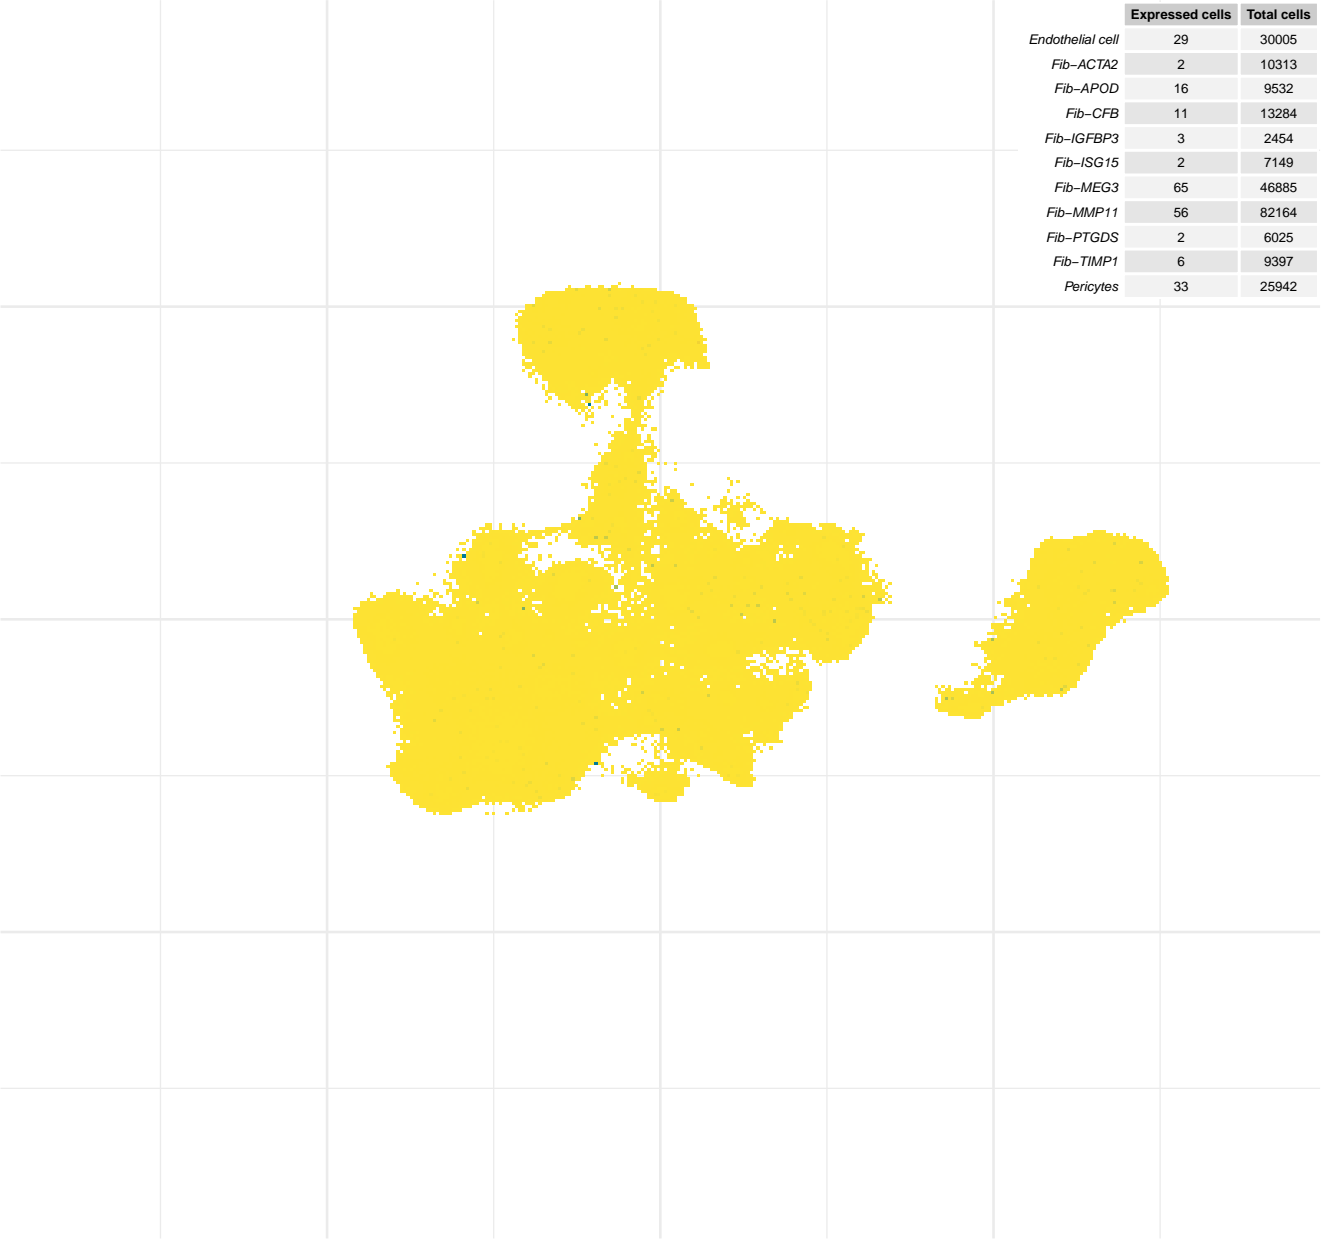 Expressed cells Total cells
Endothelial cell 29 30005
Fib−ACTA2 2 10313
Fib−APOD 16 9532
Fib−CFB 11 13284
Fib−IGFBP3 3 2454
Fib−ISG15 2 7149
Fib−MEG3 65 46885
Fib−MMP11 56 82164
Fib−PTGDS 2 6025
Fib−TIMP1 6 9397
Pericytes 33 25942